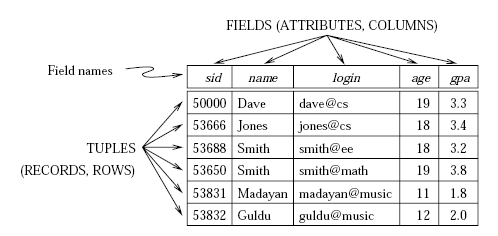 FIELDS (ATTRIBUTES, COLUMNS)
Field names
sid name login age gpa
50000 Dave dave@cs 19 3.3
53666 Jones jones@cs 18 3.4
53688 Smith smith@ee 18 3.2
53650 Smith smith@math 19 3.8
53831 Madayan madayan@music 11 1.8
53832 Guldu guldu@music 12 2.0
TUPLES
(RECORDS, ROWS)